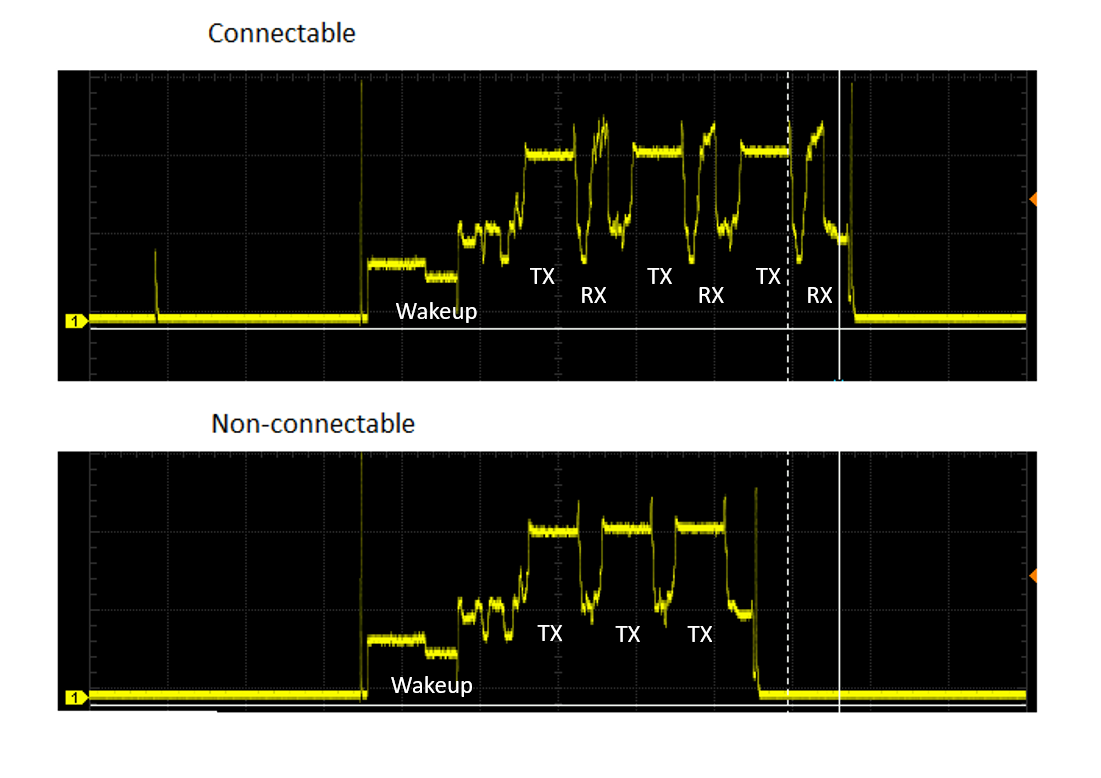 Connectable
TX TX TX
RX RX RX
Wakeup
1
Non-connectable
TX TX TX
Wakeup
1